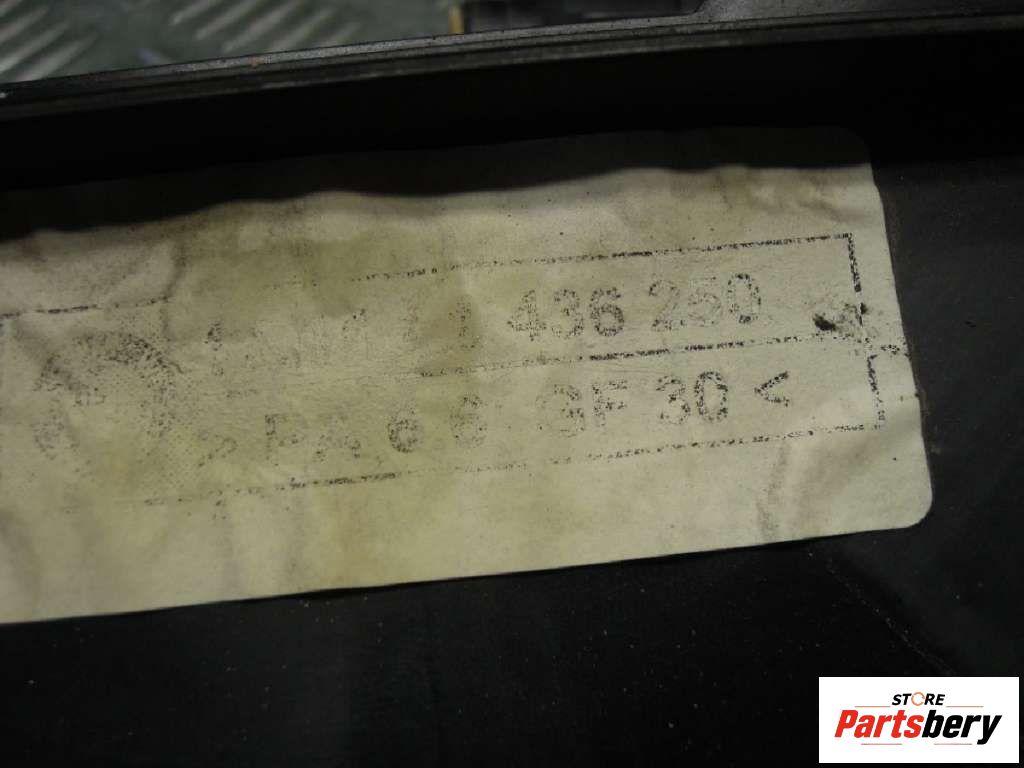 436 250
>PA 6 6 GF 30<
STORE
Partsbery